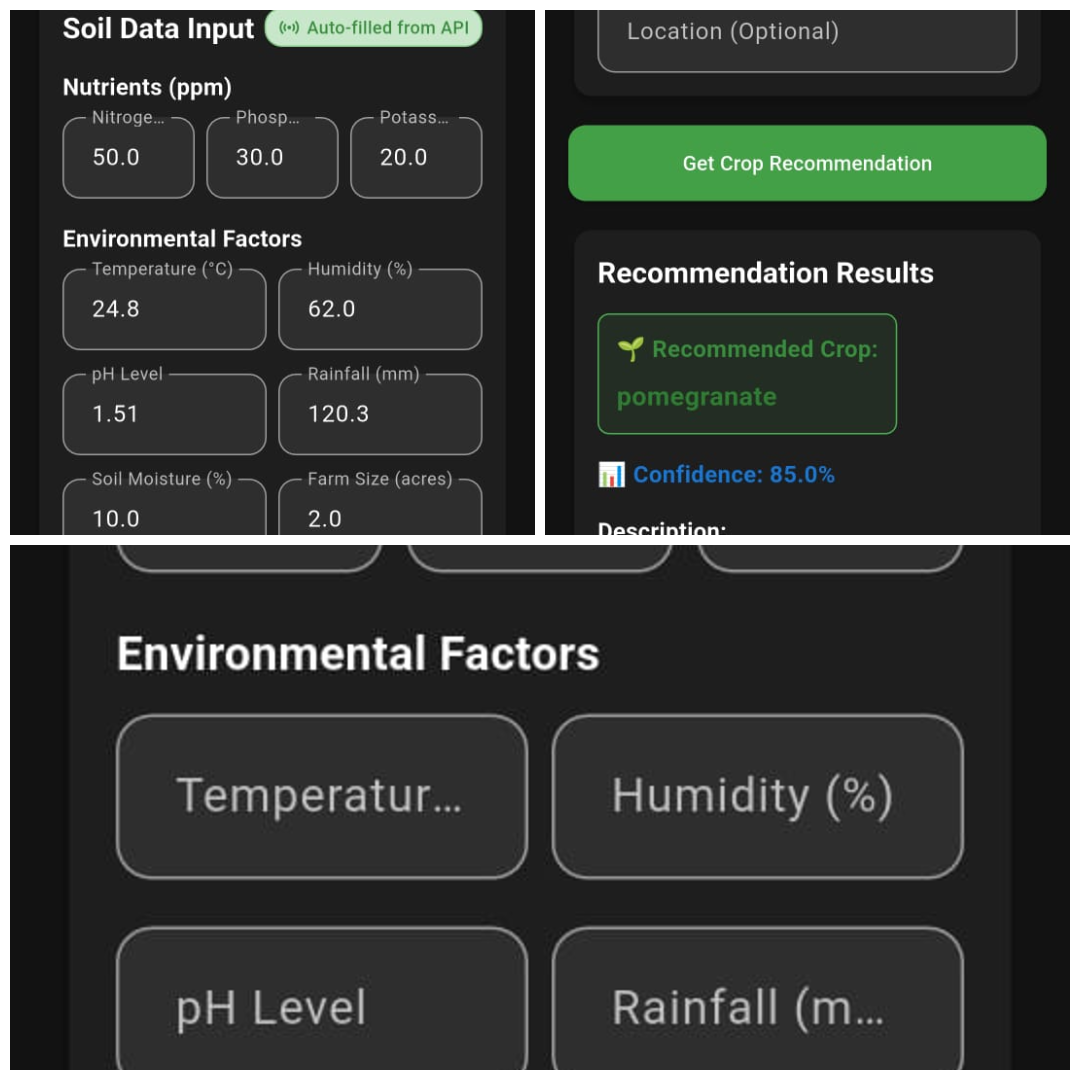 Soil Data Input
Auto-filled from API
Nutrients (ppm)
Nitroge... Phosp... Potass...
50.0 30.0 20.0
Environmental Factors
Temperature (°C) Humidity (%)
24.8 62.0
pH Level Rainfall (mm)
1.51 120.3
Soil Moisture (%) Farm Size (acres)
10.0 2.0
Location (Optional)
Get Crop Recommendation
Recommendation Results
🌱 Recommended Crop:
pomegranate
📊 Confidence: 85.0%
Description:
Environmental Factors
Temperatur... Humidity (%)
pH Level Rainfall (m...